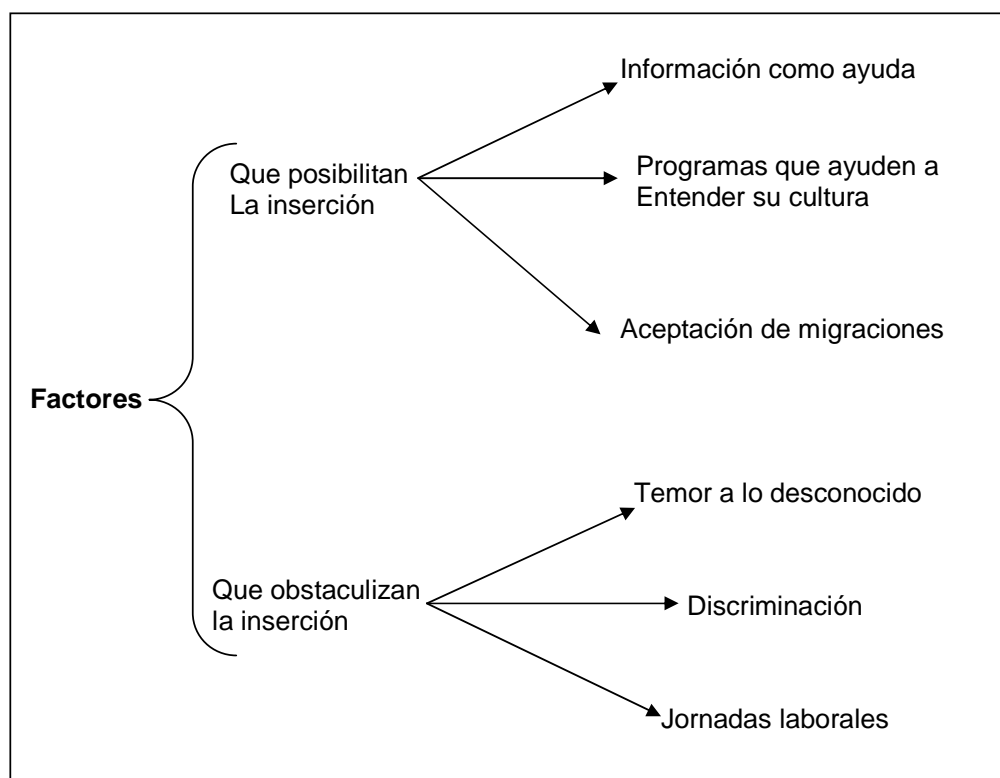 Factores
Que posibilitan
La inserción
Información como ayuda
Programas que ayuden a
Entender su cultura
Aceptación de migraciones
Que obstaculizan
la inserción
Temor a lo desconocido
Discriminación
Jornadas laborales